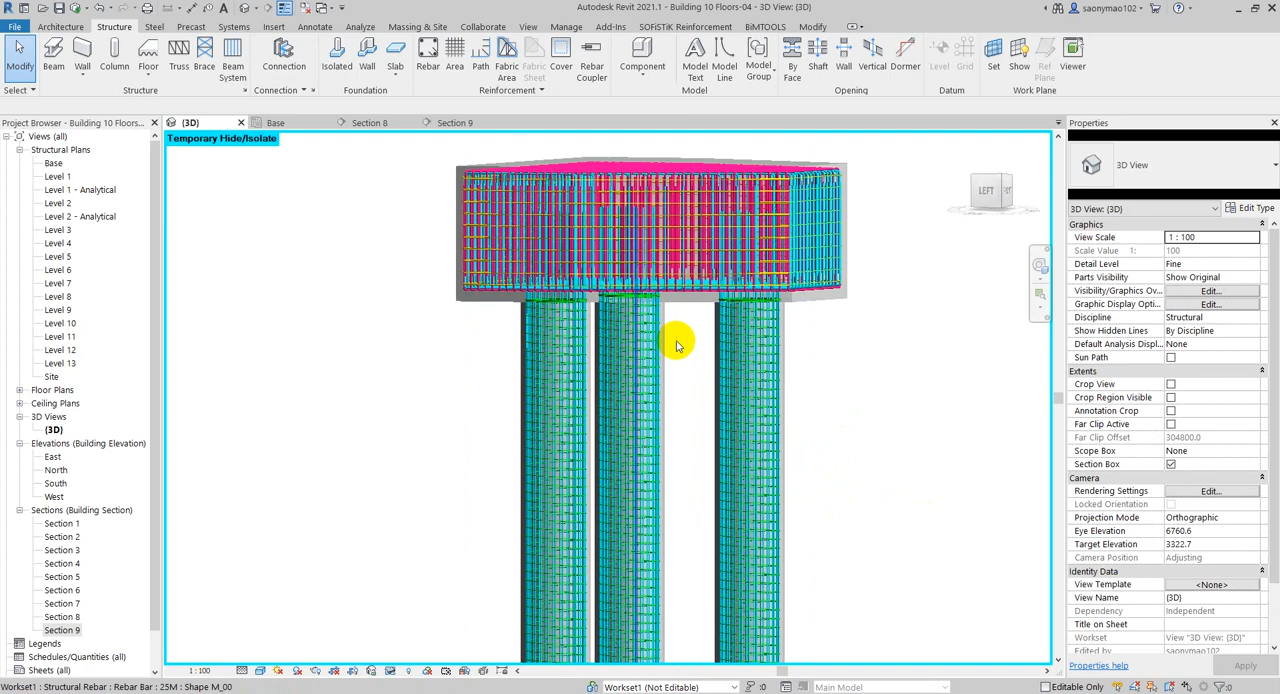 Autodesk Revit 2021.1 - Building 10 Floors-04 - 3D View: {3D}
saonymao102
File Architecture Structure Steel Precast Systems Insert Annotate Analyze Massing & Site Collaborate View Manage Add-Ins SOFiSTiK Reinforcement BiMTOOLS Modify
Modify Beam Wall Column Floor Truss Brace Beam System Connection Isolated Wall Slab Rebar Area Path Fabric Area Fabric Sheet Cover Rebar Coupler Component Model Text Model Line Model Group By Face Shaft Wall Vertical Dormer Level Grid Set Show Ref Plane Viewer
Select Structure Connection Foundation Reinforcement Model Opening Datum Work Plane
Project Browser - Building 10 Floors...
{3D} Base Section 8 Section 9
Properties
Views (all)
Structural Plans
Base
Level 1
Level 1 - Analytical
Level 2
Level 2 - Analytical
Level 3
Level 4
Level 5
Level 6
Level 7
Level 8
Level 9
Level 10
Level 11
Level 12
Level 13
Site
Floor Plans
Ceiling Plans
3D Views
{3D}
Elevations (Building Elevation)
East
North
South
West
Sections (Building Section)
Section 1
Section 2
Section 3
Section 4
Section 5
Section 6
Section 7
Section 8
Section 9
Legends
Schedules/Quantities (all)
Sheets (all)
Temporary Hide/Isolate
LEFT
3D View
3D View: {3D} Edit Type
Graphics
View Scale 1 : 100
Scale Value 1: 100
Detail Level Fine
Parts Visibility Show Original
Visibility/Graphics Ov... Edit...
Graphic Display Opti... Edit...
Discipline Structural
Show Hidden Lines By Discipline
Default Analysis Displ... None
Sun Path
Extents
Crop View
Crop Region Visible
Annotation Crop
Far Clip Active
Far Clip Offset 304800.0
Scope Box None
Section Box
Camera
Rendering Settings Edit...
Locked Orientation
Projection Mode Orthographic
Eye Elevation 6760.6
Target Elevation 3322.7
Camera Position Adjusting
Identity Data
View Template <None>
View Name {3D}
Dependency Independent
Title on Sheet
Workset View "3D View: {3D}"
Properties help Apply
1 : 100
Workset1 : Structural Rebar : Rebar Bar : 25M : Shape M_00 Workset1 (Not Editable) :0 Main Model Editable Only :0